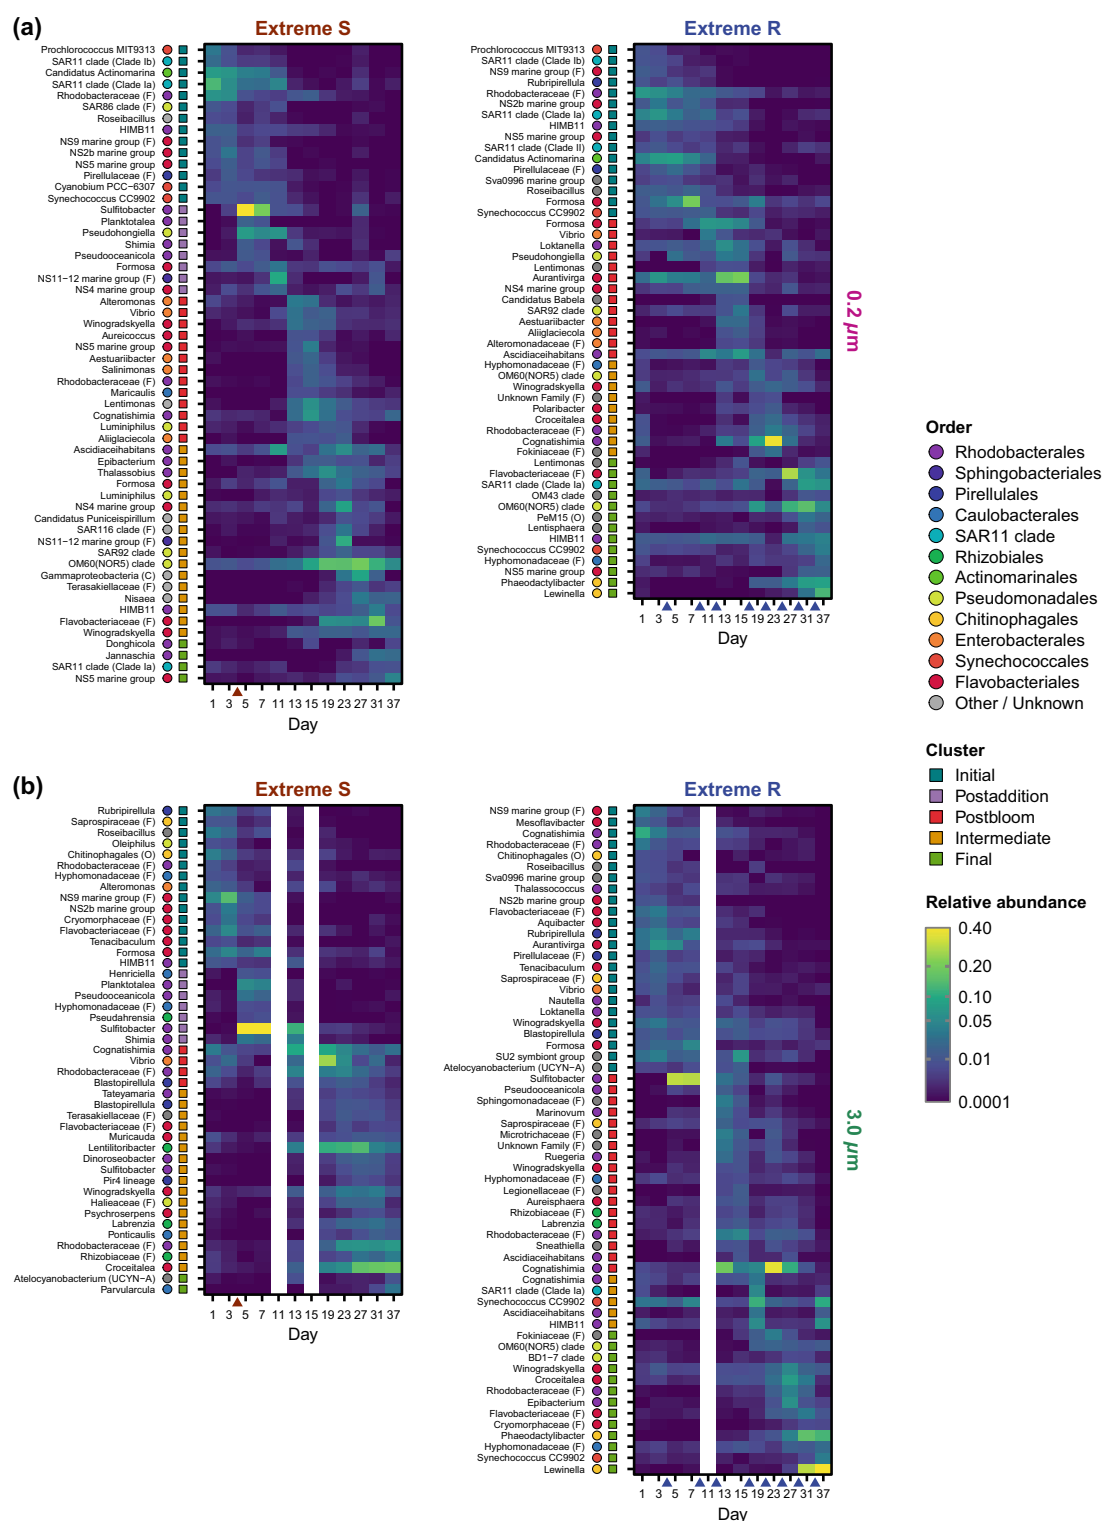 (a)
Extreme S
Prochlorococcus MIT9313
SAR11 clade (Clade Ib)
Candidatus Actinomarina
SAR11 clade (Clade Ia)
Rhodobacteraceae (F)
SAR86 clade (F)
Roseibacillus
HIMB11
NS9 marine group (F)
NS2b marine group
NS5 marine group
Pirellulaceae (F)
Cyanobium PCC−6307
Synechococcus CC9902
Sulfitobacter
Planktotalea
Pseudohongiella
Shimia
Pseudooceanicola
Formosa
NS11−12 marine group (F)
NS4 marine group
Alteromonas
Vibrio
Winogradskyella
Aureicoccus
NS5 marine group
Aestuariibacter
Salinimonas
Rhodobacteraceae (F)
Maricaulis
Lentimonas
Cognatishimia
Luminiphilus
Aliiglaciecola
Ascidiaceihabitans
Epibacterium
Thalassobius
Formosa
Luminiphilus
NS4 marine group
Candidatus Puniceispirillum
SAR116 clade (F)
NS11−12 marine group (F)
SAR92 clade
OM60(NOR5) clade
Gammaproteobacteria (C)
Terasakiellaceae (F)
Nisaea
HIMB11
Flavobacteriaceae (F)
Winogradskyella
Donghicola
Jannaschia
SAR11 clade (Clade Ia)
NS5 marine group
1 3 5 7 11 13 15 19 23 27 31 37
Day
Extreme R
Prochlorococcus MIT9313
SAR11 clade (Clade Ib)
NS9 marine group (F)
Rubripirellula
Rhodobacteraceae (F)
NS2b marine group
SAR11 clade (Clade Ia)
HIMB11
NS5 marine group
SAR11 clade (Clade II)
Candidatus Actinomarina
Pirellulaceae (F)
Sva0996 marine group
Roseibacillus
Formosa
Synechococcus CC9902
Formosa
Vibrio
Loktanella
Pseudohongiella
Lentimonas
Aurantivirga
NS4 marine group
Candidatus Babela
SAR92 clade
Aestuariibacter
Aliiglaciecola
Alteromonadaceae (F)
Ascidiaceihabitans
Hyphomonadaceae (F)
OM60(NOR5) clade
Winogradskyella
Unknown Family (F)
Polaribacter
Croceitalea
Rhodobacteraceae (F)
Cognatishimia
Fokiniaceae (F)
Lentimonas
Flavobacteriaceae (F)
SAR11 clade (Clade Ia)
OM43 clade
OM60(NOR5) clade
PeM15 (O)
Lentisphaera
HIMB11
Synechococcus CC9902
Hyphomonadaceae (F)
NS5 marine group
Phaeodactylibacter
Lewinella
1 3 5 7 11 13 15 19 23 27 31 37
Day
0.2 µm
Order
Rhodobacterales
Sphingobacteriales
Pirellulales
Caulobacterales
SAR11 clade
Rhizobiales
Actinomarinales
Pseudomonadales
Chitinophagales
Enterobacterales
Synechococcales
Flavobacteriales
Other / Unknown
Cluster
Initial
Postaddition
Postbloom
Intermediate
Final
Relative abundance
0.40
0.20
0.10
0.05
0.01
0.0001
(b)
Extreme S
Rubripirellula
Saprospiraceae (F)
Roseibacillus
Oleiphilus
Chitinophagales (O)
Rhodobacteraceae (F)
Hyphomonadaceae (F)
Alteromonas
NS9 marine group (F)
NS2b marine group
Cryomorphaceae (F)
Flavobacteriaceae (F)
Tenacibaculum
Formosa
HIMB11
Henriciella
Planktotalea
Pseudooceanicola
Hyphomonadaceae (F)
Pseudahrensia
Sulfitobacter
Shimia
Cognatishimia
Vibrio
Rhodobacteraceae (F)
Blastopirellula
Tateyamaria
Blastopirellula
Terasakiellaceae (F)
Flavobacteriaceae (F)
Muricauda
Lentilitoribacter
Dinoroseobacter
Sulfitobacter
Pir4 lineage
Winogradskyella
Halieaceae (F)
Psychroserpens
Labrenzia
Ponticaulis
Rhodobacteraceae (F)
Rhizobiaceae (F)
Croceitalea
Atelocyanobacterium (UCYN−A)
Parvularcula
1 3 5 7 11 13 15 19 23 27 31 37
Day
Extreme R
NS9 marine group (F)
Mesoflavibacter
Cognatishimia
Rhodobacteraceae (F)
Chitinophagales (O)
Roseibacillus
Sva0996 marine group
Thalassococcus
NS2b marine group
Flavobacteriaceae (F)
Aquibacter
Rubripirellula
Aurantivirga
Pirellulaceae (F)
Tenacibaculum
Saprospiraceae (F)
Vibrio
Nautella
Loktanella
Winogradskyella
Blastopirellula
Formosa
SU2 symbiont group
Atelocyanobacterium (UCYN−A)
Sulfitobacter
Pseudooceanicola
Sphingomonadaceae (F)
Marinovum
Saprospiraceae (F)
Microtrichaceae (F)
Unknown Family (F)
Ruegeria
Winogradskyella
Hyphomonadaceae (F)
Legionellaceae (F)
Aureisphaera
Rhizobiaceae (F)
Labrenzia
Rhodobacteraceae (F)
Sneathiella
Ascidiaceihabitans
Cognatishimia
Cognatishimia
SAR11 clade (Clade Ia)
Synechococcus CC9902
Ascidiaceihabitans
HIMB11
Fokiniaceae (F)
OM60(NOR5) clade
BD1−7 clade
Winogradskyella
Croceitalea
Rhodobacteraceae (F)
Epibacterium
Flavobacteriaceae (F)
Cryomorphaceae (F)
Phaeodactylibacter
Hyphomonadaceae (F)
Synechococcus CC9902
Lewinella
1 3 5 7 11 13 15 19 23 27 31 37
Day
3.0 µm